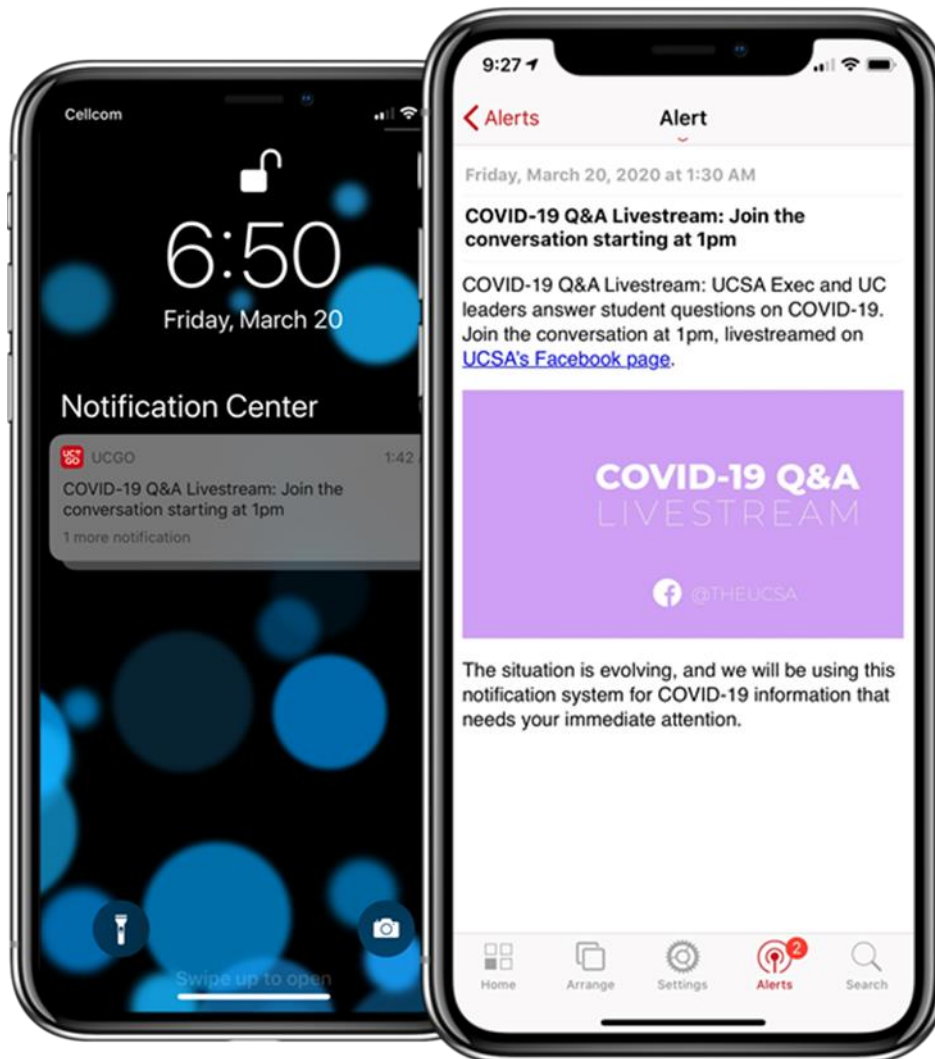 Cellcom
6:50
Friday, March 20
Notification Center
UCGO
1:42
COVID-19 Q&A Livestream: Join the
conversation starting at 1pm
1 more notification
Swipe up to open
9:27
Alerts
Alert
Friday, March 20, 2020 at 1:30 AM
COVID-19 Q&A Livestream: Join the
conversation starting at 1pm
COVID-19 Q&A Livestream: UCSA Exec and UC
leaders answer student questions on COVID-19.
Join the conversation at 1pm, livestreamed on
UCSA's Facebook page.
COVID-19 Q&A
LIVESTREAM
@THEUCSA
The situation is evolving, and we will be using this
notification system for COVID-19 information that
needs your immediate attention.
2
Home Arrange Settings Alerts Search